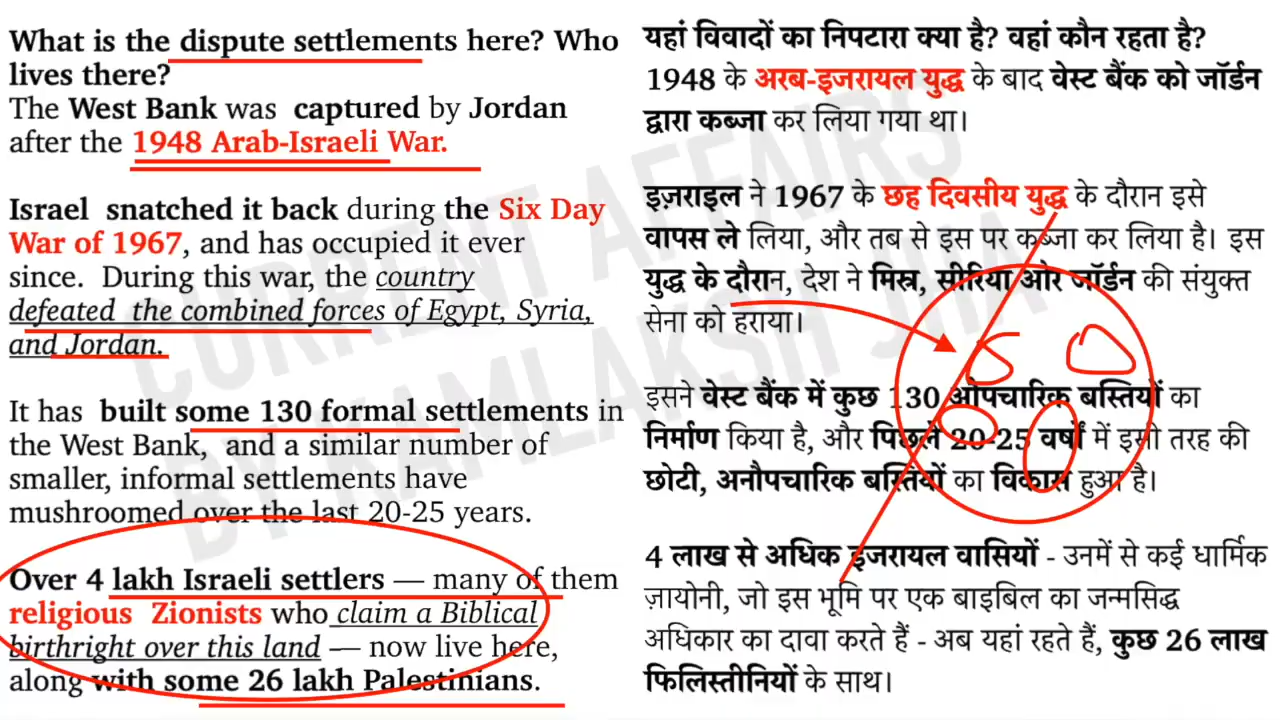 What is the dispute settlements here? Who
lives there?
The West Bank was captured by Jordan
after the 1948 Arab-Israeli War.
Israel snatched it back during the Six Day
War of 1967, and has occupied it ever
since. During this war, the country
defeated the combined forces of Egypt, Syria,
and Jordan.
It has built some 130 formal settlements in
the West Bank, and a similar number of
smaller, informal settlements have
mushroomed over the last 20-25 years.
Over 4 lakh Israeli settlers — many of them
religious Zionists who claim a Biblical
birthright over this land — now live here,
along with some 26 lakh Palestinians.
यहां विवादों का निपटारा क्या है? वहां कौन रहता है?
1948 के अरब-इजरायल युद्ध के बाद वेस्ट बैंक को जॉर्डन
द्वारा कब्जा कर लिया गया था।
इज़राइल ने 1967 के छह दिवसीय युद्ध के दौरान इसे
वापस ले लिया, और तब से इस पर कब्जा कर लिया है। इस
युद्ध के दौरान, देश ने मिस्र, सीरिया और जॉर्डन की संयुक्त
सेना को हराया।
इसने वेस्ट बैंक में कुछ 130 औपचारिक बस्तियों का
निर्माण किया है, और पिछले 20-25 वर्षों में इसी तरह की
छोटी, अनौपचारिक बस्तियों का विकास हुआ है।
4 लाख से अधिक इजरायल वासियों - उनमें से कई धार्मिक
ज़ायोनी, जो इस भूमि पर एक बाइबिल का जन्मसिद्ध
अधिकार का दावा करते हैं - अब यहां रहते हैं, कुछ 26 लाख
फिलिस्तीनियों के साथ।
CURRENT AFFAIRS
BY KAMLAKSH JHA